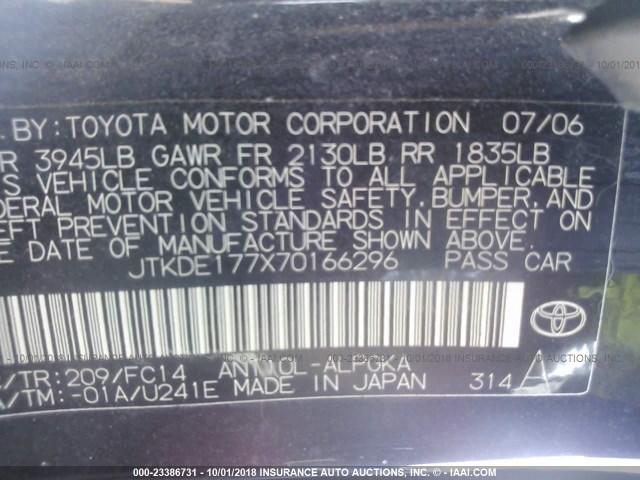 BY: TOYOTA MOTOR CORPORATION 07/06
R 3945LB GAWR FR 2130LB RR 1835LB
S VEHICLE CONFORMS TO ALL APPLICABLE
DERAL MOTOR VEHICLE SAFETY, BUMPER, AND
EFT PREVENTION STANDARDS IN EFFECT ON
E DATE OF MANUFACTURE SHOWN ABOVE.
JTKDE177X70166296 PASS CAR
/TR: 209/FC14 -ALPGKA
/TM: -01A/U241E MADE IN JAPAN 314 A
000-23386731 - 10/01/2018 INSURANCE AUTO AUCTIONS, INC. - © IAAI.COM